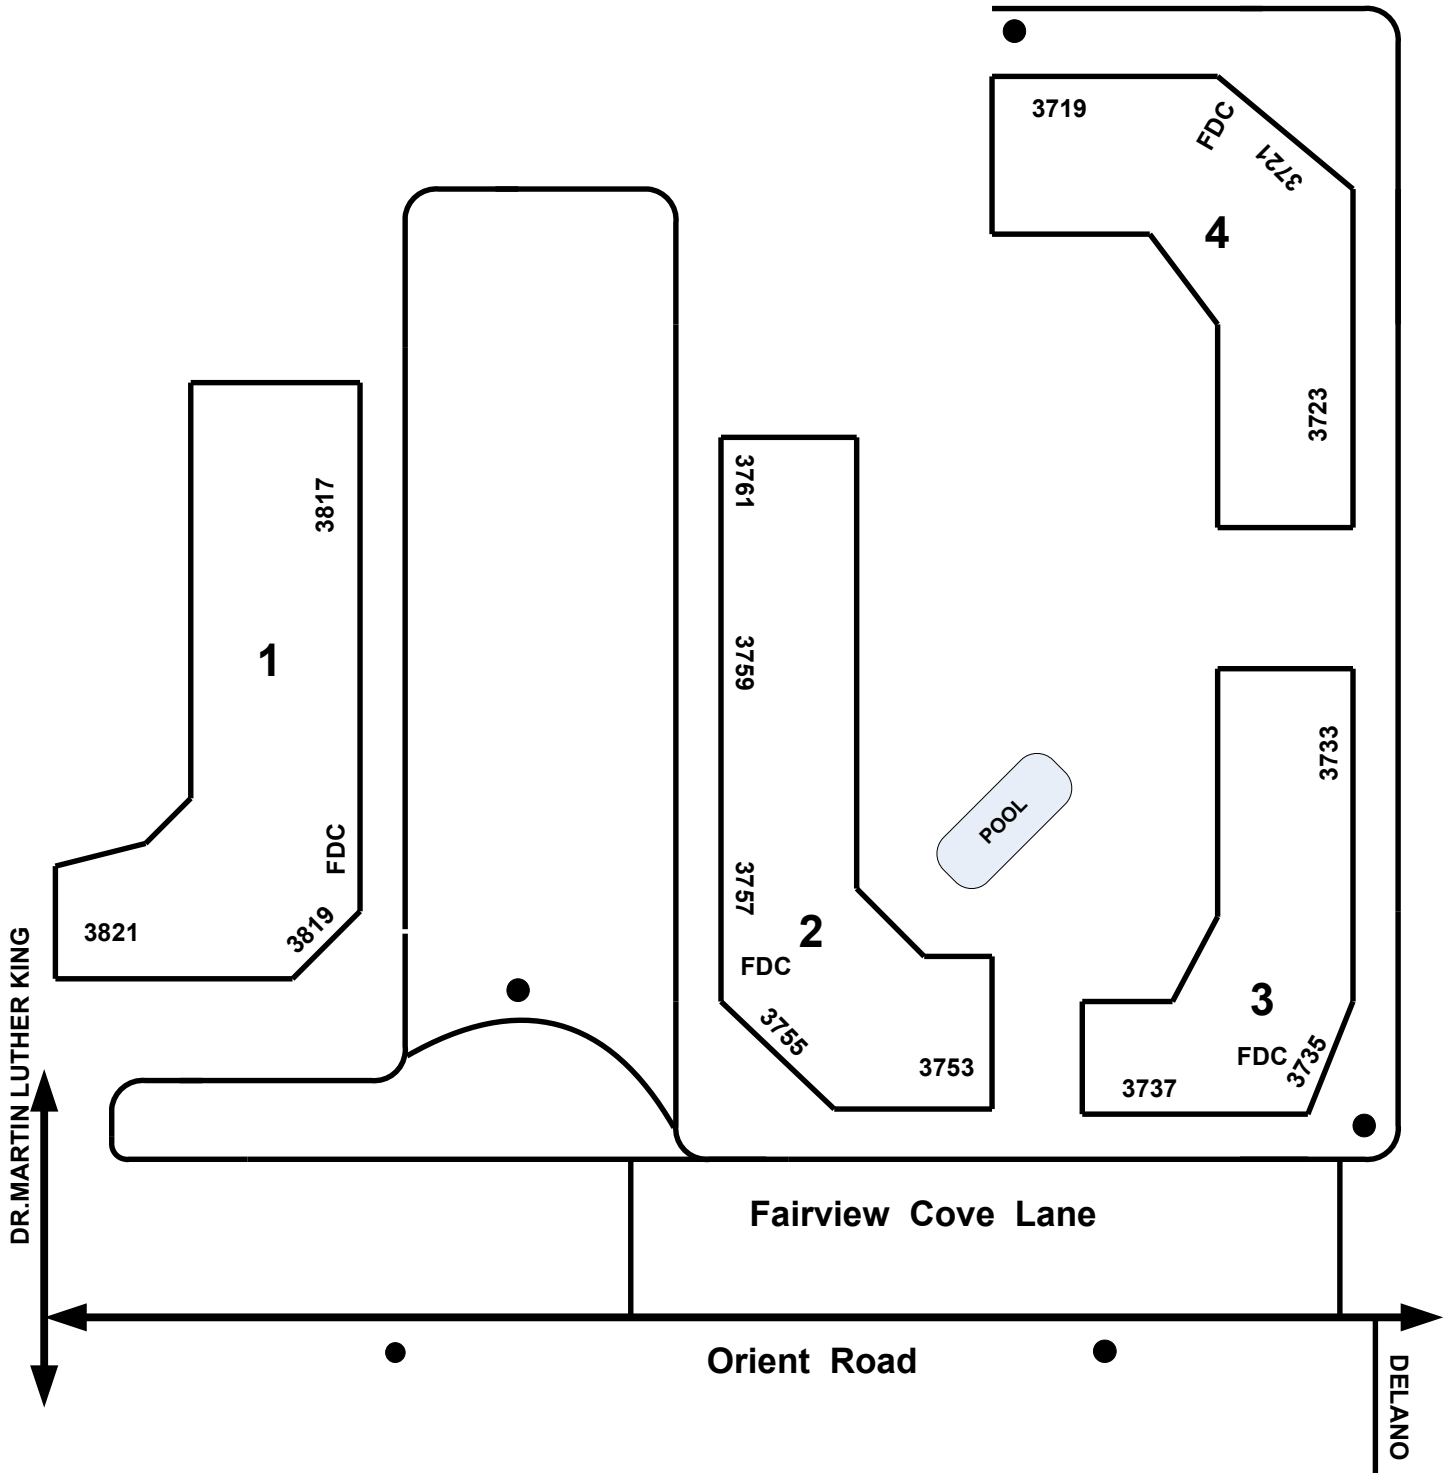 3719
FDC
3721
4
3723
3817
1
FDC
3821
3819
3761
3759
3757
2
FDC
3755
3753
POOL
3733
3
FDC
3735
3737
DR.MARTIN LUTHER KING
Fairview Cove Lane
Orient Road
DELANO